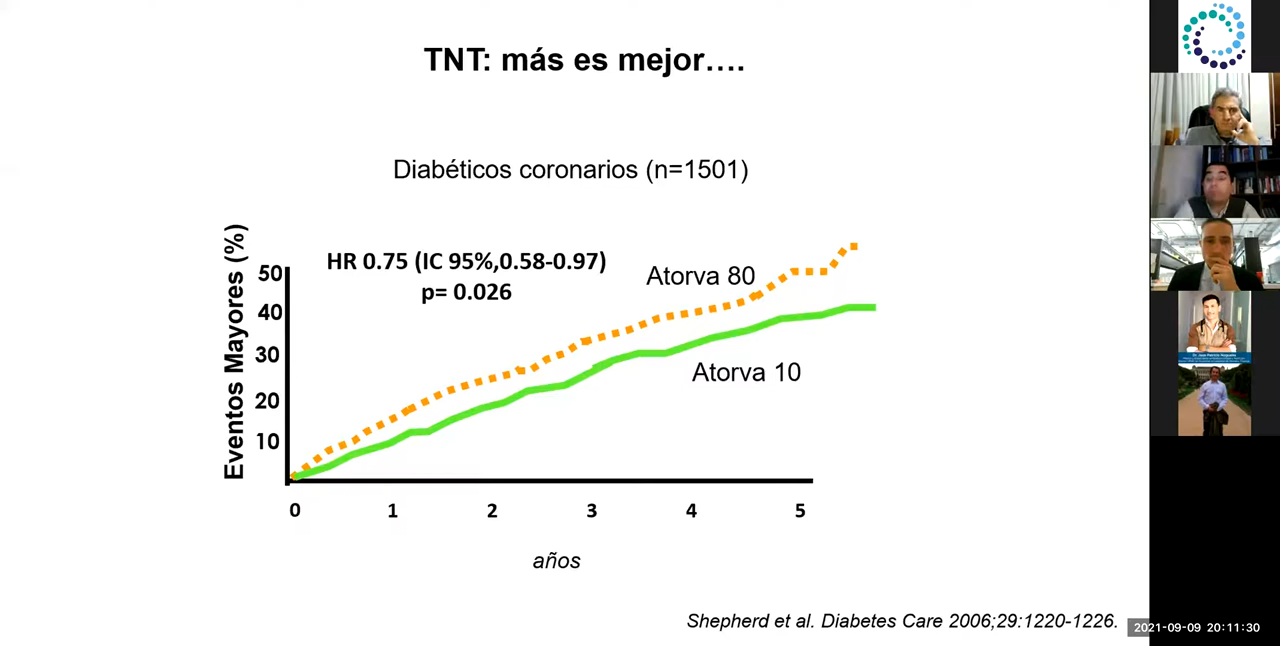 TNT: más es mejor....
Diabéticos coronarios (n=1501)
Eventos Mayores (%)
HR 0.75 (IC 95%,0.58-0.97)
p= 0.026
Atorva 80
Atorva 10
50
40
30
20
10
0 1 2 3 4 5
años
Shepherd et al. Diabetes Care 2006;29:1220-1226.
2021-09-09 20:11:30